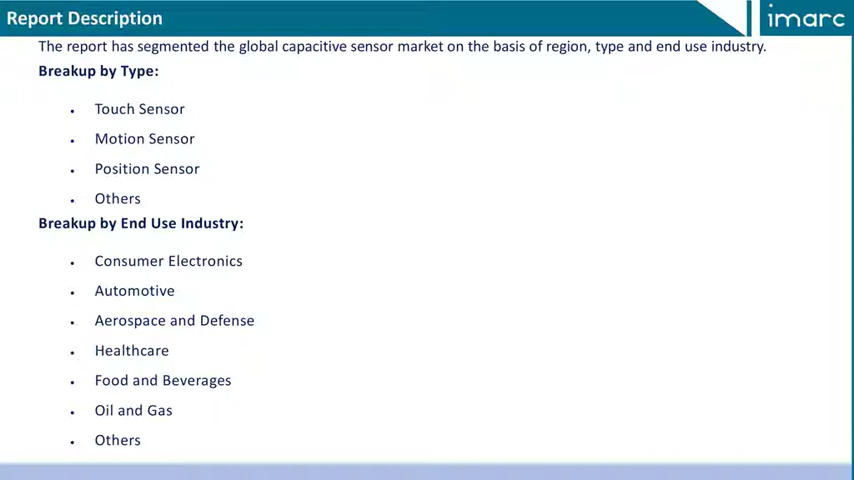 Report Description
imarc
The report has segmented the global capacitive sensor market on the basis of region, type and end use industry.
Breakup by Type:
• Touch Sensor
• Motion Sensor
• Position Sensor
• Others
Breakup by End Use Industry:
• Consumer Electronics
• Automotive
• Aerospace and Defense
• Healthcare
• Food and Beverages
• Oil and Gas
• Others